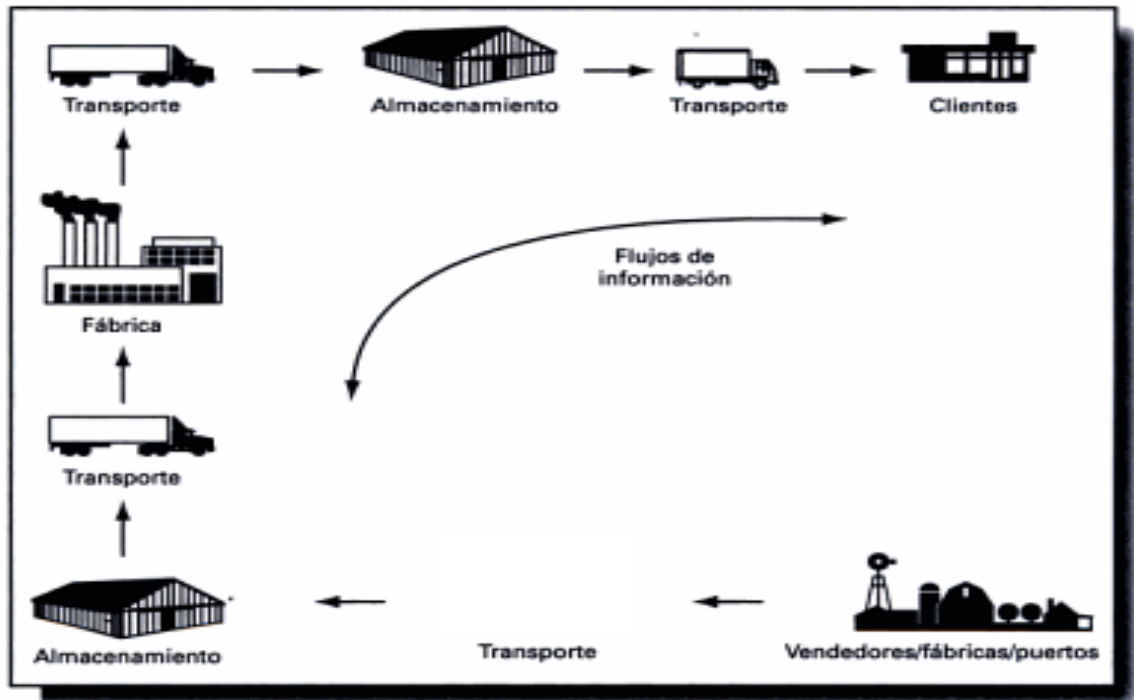 Transporte
Almacenamiento
Transporte
Clientes
Flujos de
información
Fábrica
Transporte
Almacenamiento
Transporte
Vendedores/fábricas/puertos